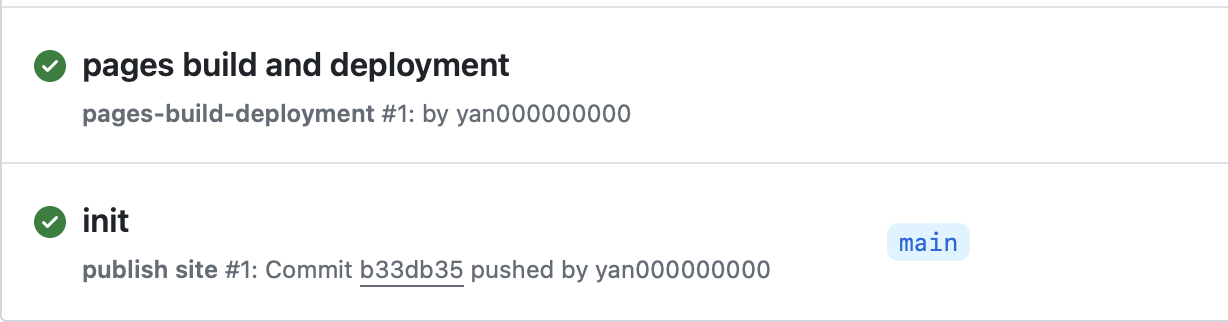 pages build and deployment
pages-build-deployment #1: by yan000000000
init
main
publish site #1: Commit b33db35 pushed by yan000000000